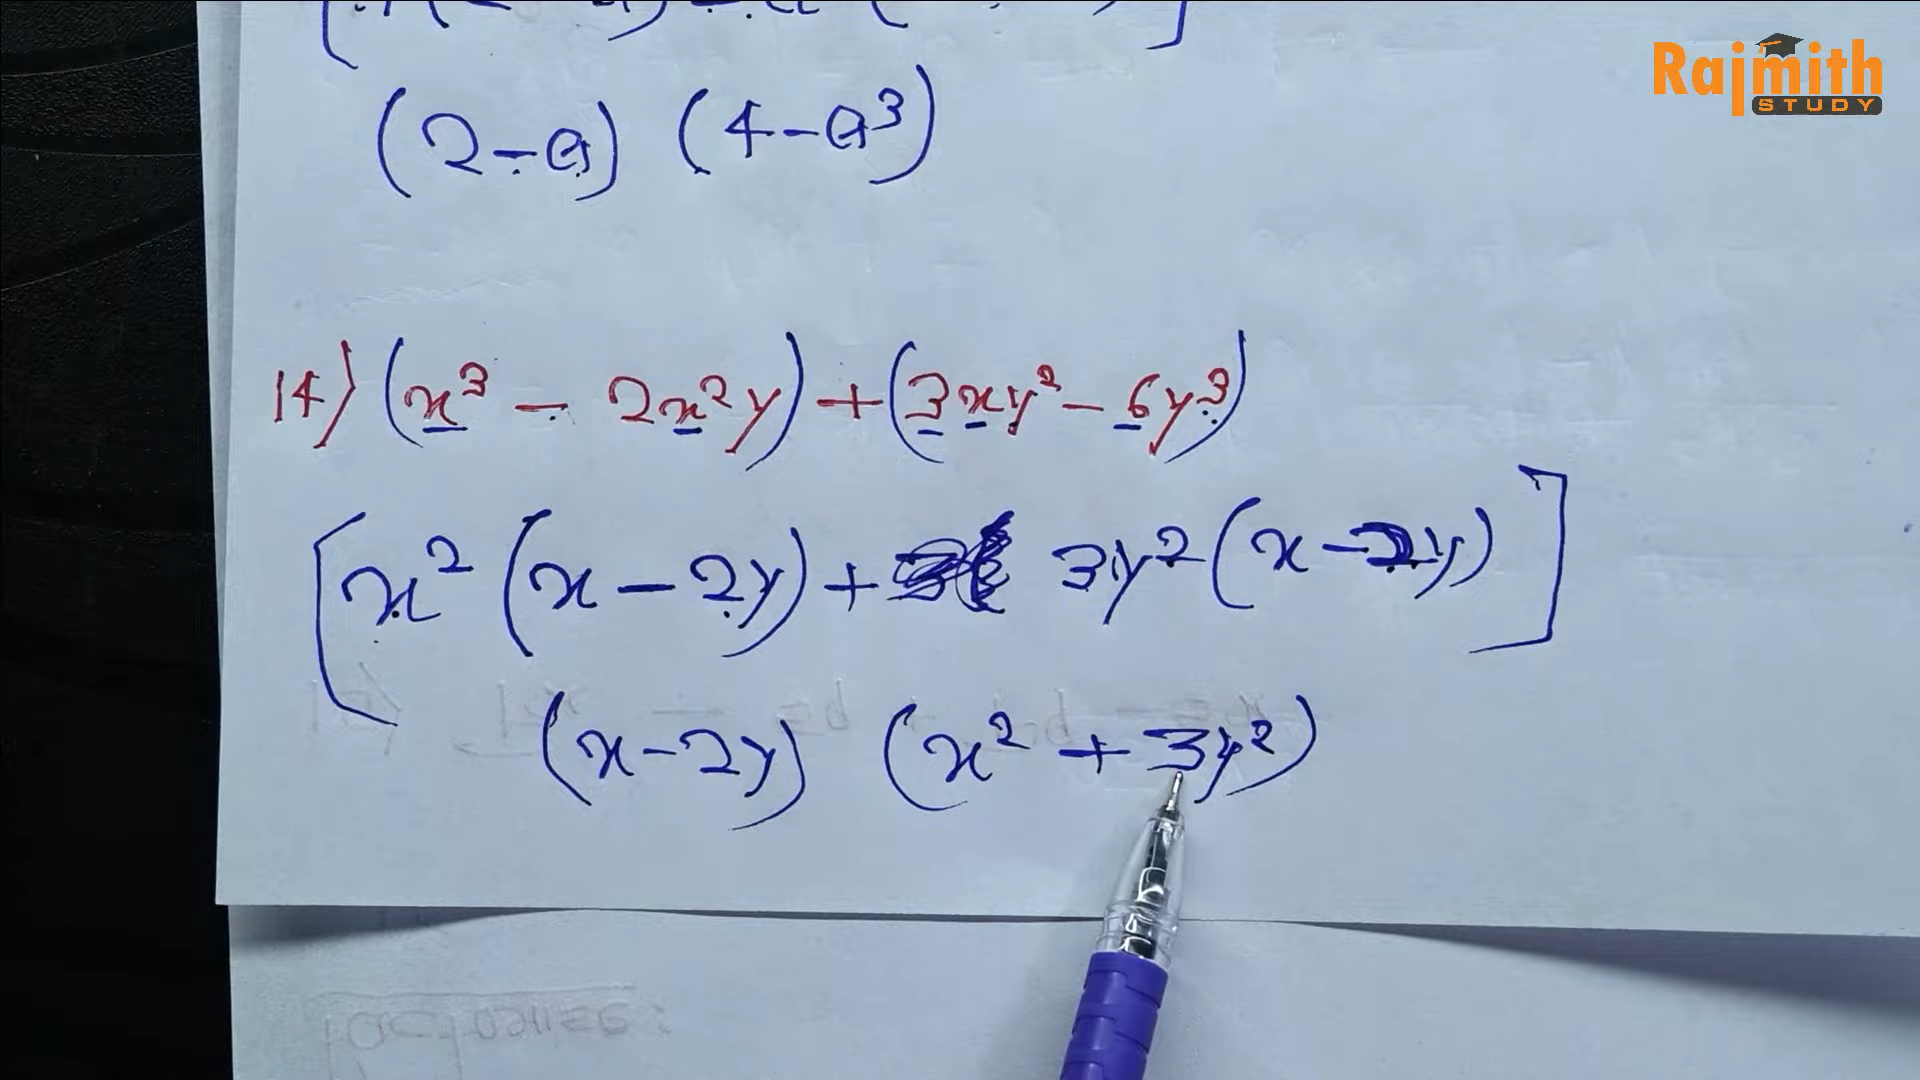 Rajmith
STUDY
(2-a) (4-a³)
14) (x³ - 2x²y) + (3xy² - 6y³)
[x² (x - 2y) + 3y² (x - 2y)]
(x-2y) (x² + 3y²)